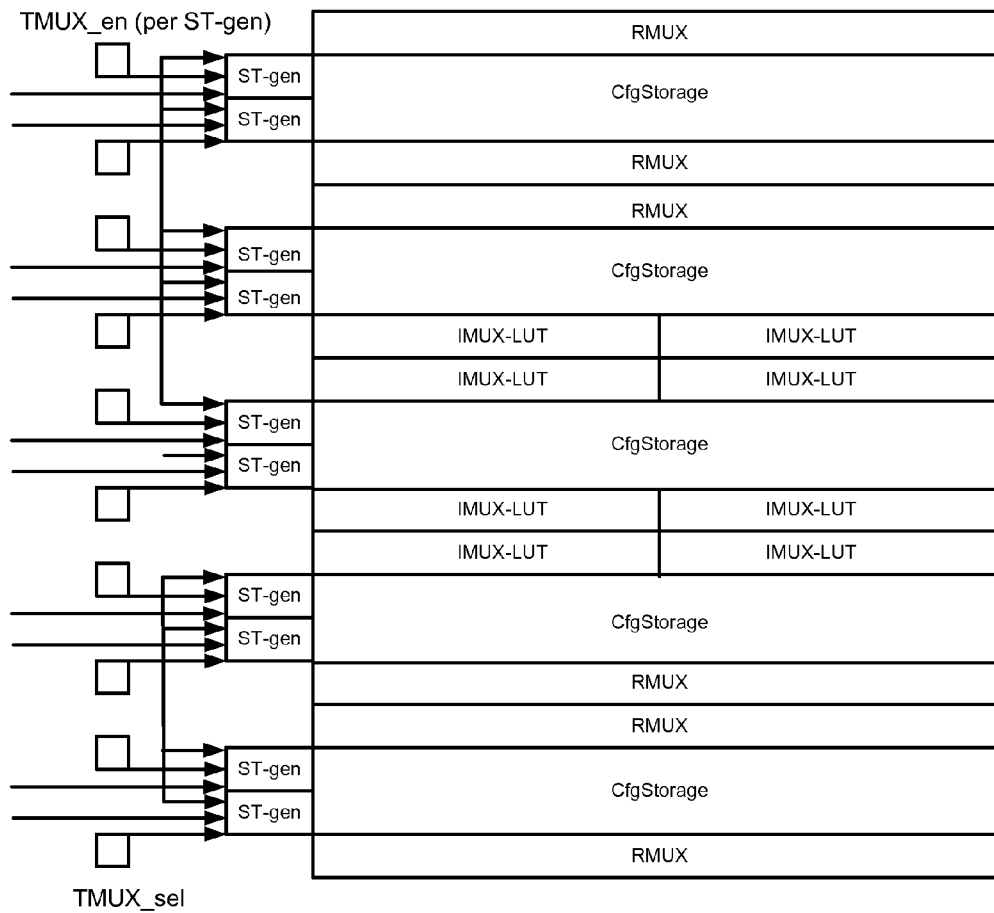 TMUX_en (per ST-gen)
RMUX
ST-gen
CfgStorage
ST-gen
RMUX
RMUX
ST-gen
CfgStorage
ST-gen
IMUX-LUT IMUX-LUT
IMUX-LUT IMUX-LUT
ST-gen
CfgStorage
ST-gen
IMUX-LUT IMUX-LUT
IMUX-LUT IMUX-LUT
ST-gen
CfgStorage
ST-gen
RMUX
RMUX
ST-gen
CfgStorage
ST-gen
RMUX
TMUX_sel